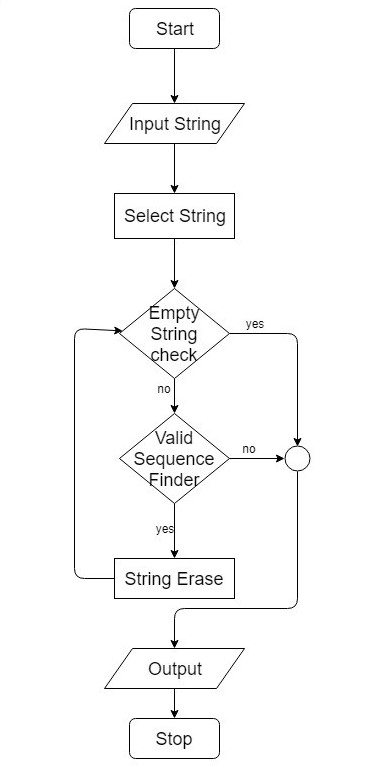 Start
Input String
Select String
Empty
String
check
yes
no
Valid
Sequence
Finder
no
yes
String Erase
Output
Stop